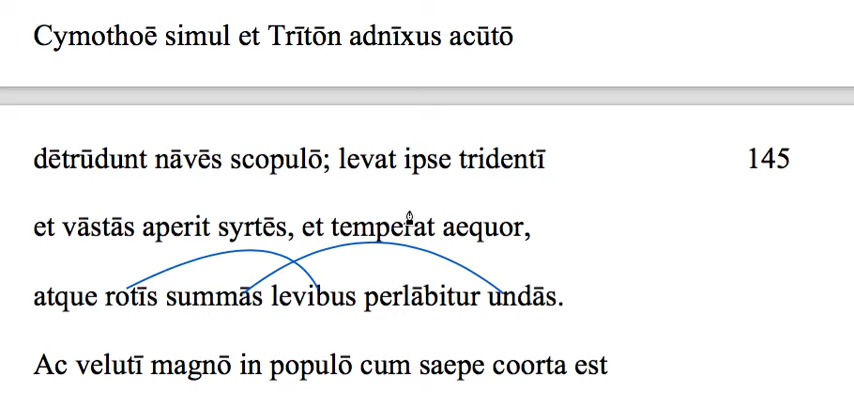 Cymothoē simul et Trītōn adnīxus acūtō
dētrūdunt nāvēs scopulō; levat ipse tridentī 145
et vāstās aperit syrtēs, et temperat aequor,
atque rotīs summās levibus perlābitur undās.
Ac velutī magnō in populō cum saepe coorta est